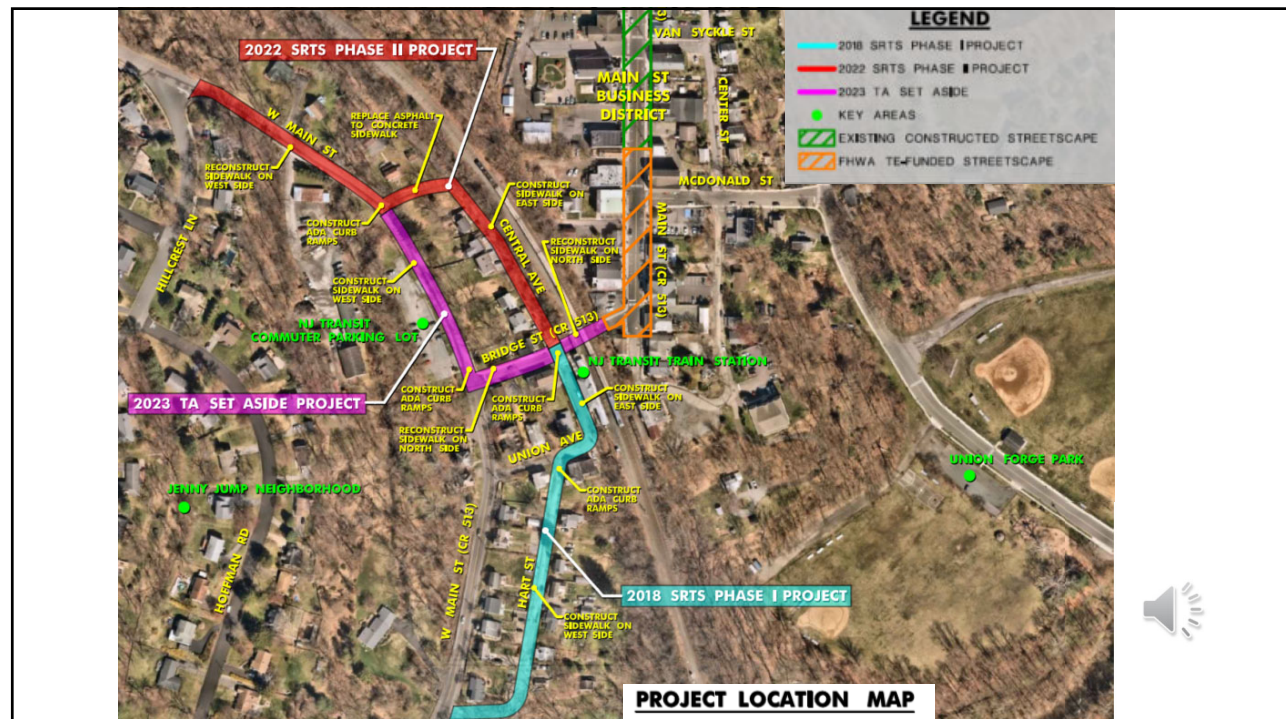 LEGEND
2018 SRTS PHASE I PROJECT
2022 SRTS PHASE PROJECT
2023 TA SET ASIDE
KEY AREAS
EXISTING CONSTRUCTED STREETSCAPE
FHWA TE-FUNDED STREETSCAPE
2022 SRTS PHASE II PROJECT
VAN SYCKLE ST
MAIN ST
BUSINESS
DISTRICT
CENTER ST
W MAIN ST
REPLACE ASPHALT
TO CONCRETE
SIDEWALK
RECONSTRUCT
SIDEWALK ON
WEST SIDE
MCDONALD ST
CONSTRUCT
SIDEWALK ON
EAST SIDE
CENTRAL AVE
HILLCREST LN
CONSTRUCT
ADA CURB
RAMPS
RECONSTRUCT
SIDEWALK ON
NORTH SIDE
MAIN ST (CR 513)
CONSTRUCT
SIDEWALK ON
WEST SIDE
NJ TRANSIT
COMMUTER PARKING LOT
BRIDGE ST (CR 513)
NJ TRANSIT TRAIN STATION
CONSTRUCT
ADA CURB
RAMPS
CONSTRUCT
ADA CURB
RAMPS
CONSTRUCT
SIDEWALK ON
EAST SIDE
2023 TA SET ASIDE PROJECT
RECONSTRUCT
SIDEWALK ON
NORTH SIDE
UNION AVE
UNION FORGE PARK
JENNY JUMP NEIGHBORHOOD
CONSTRUCT
ADA CURB
RAMPS
HOFFMAN RD
W MAIN ST (CR 513)
HART ST
2018 SRTS PHASE I PROJECT
CONSTRUCT
SIDEWALK ON
WEST SIDE
PROJECT LOCATION MAP